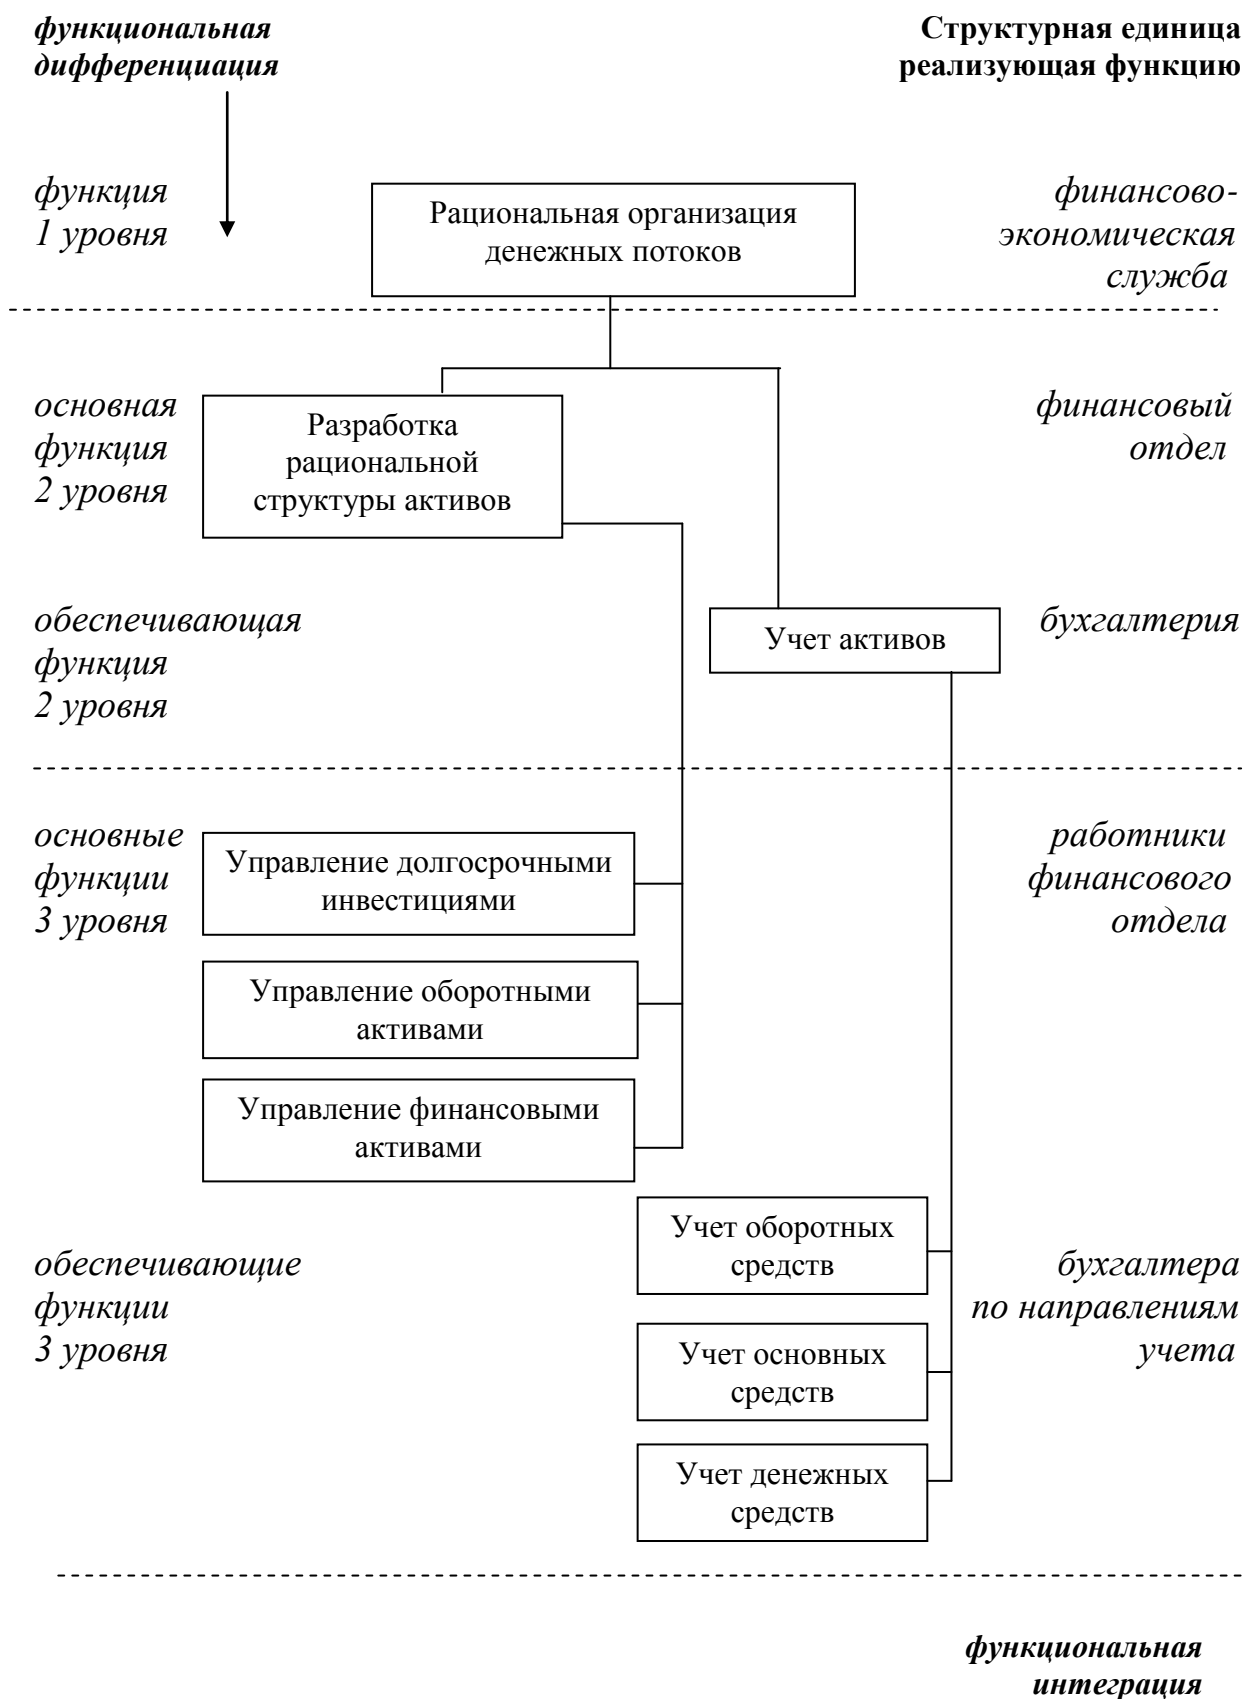 функциональная
дифференциация
Структурная единица
реализующая функцию
функция
1 уровня
Рациональная организация
денежных потоков
финансово-
экономическая
служба
основная
функция
2 уровня
Разработка
рациональной
структуры активов
финансовый
отдел
обеспечивающая
функция
2 уровня
Учет активов
бухгалтерия
основные
функции
3 уровня
Управление долгосрочными
инвестициями
работники
финансового
отдела
Управление оборотными
активами
Управление финансовыми
активами
обеспечивающие
функции
3 уровня
Учет оборотных
средств
бухгалтера
по направлениям
учета
Учет основных
средств
Учет денежных
средств
функциональная
интеграция